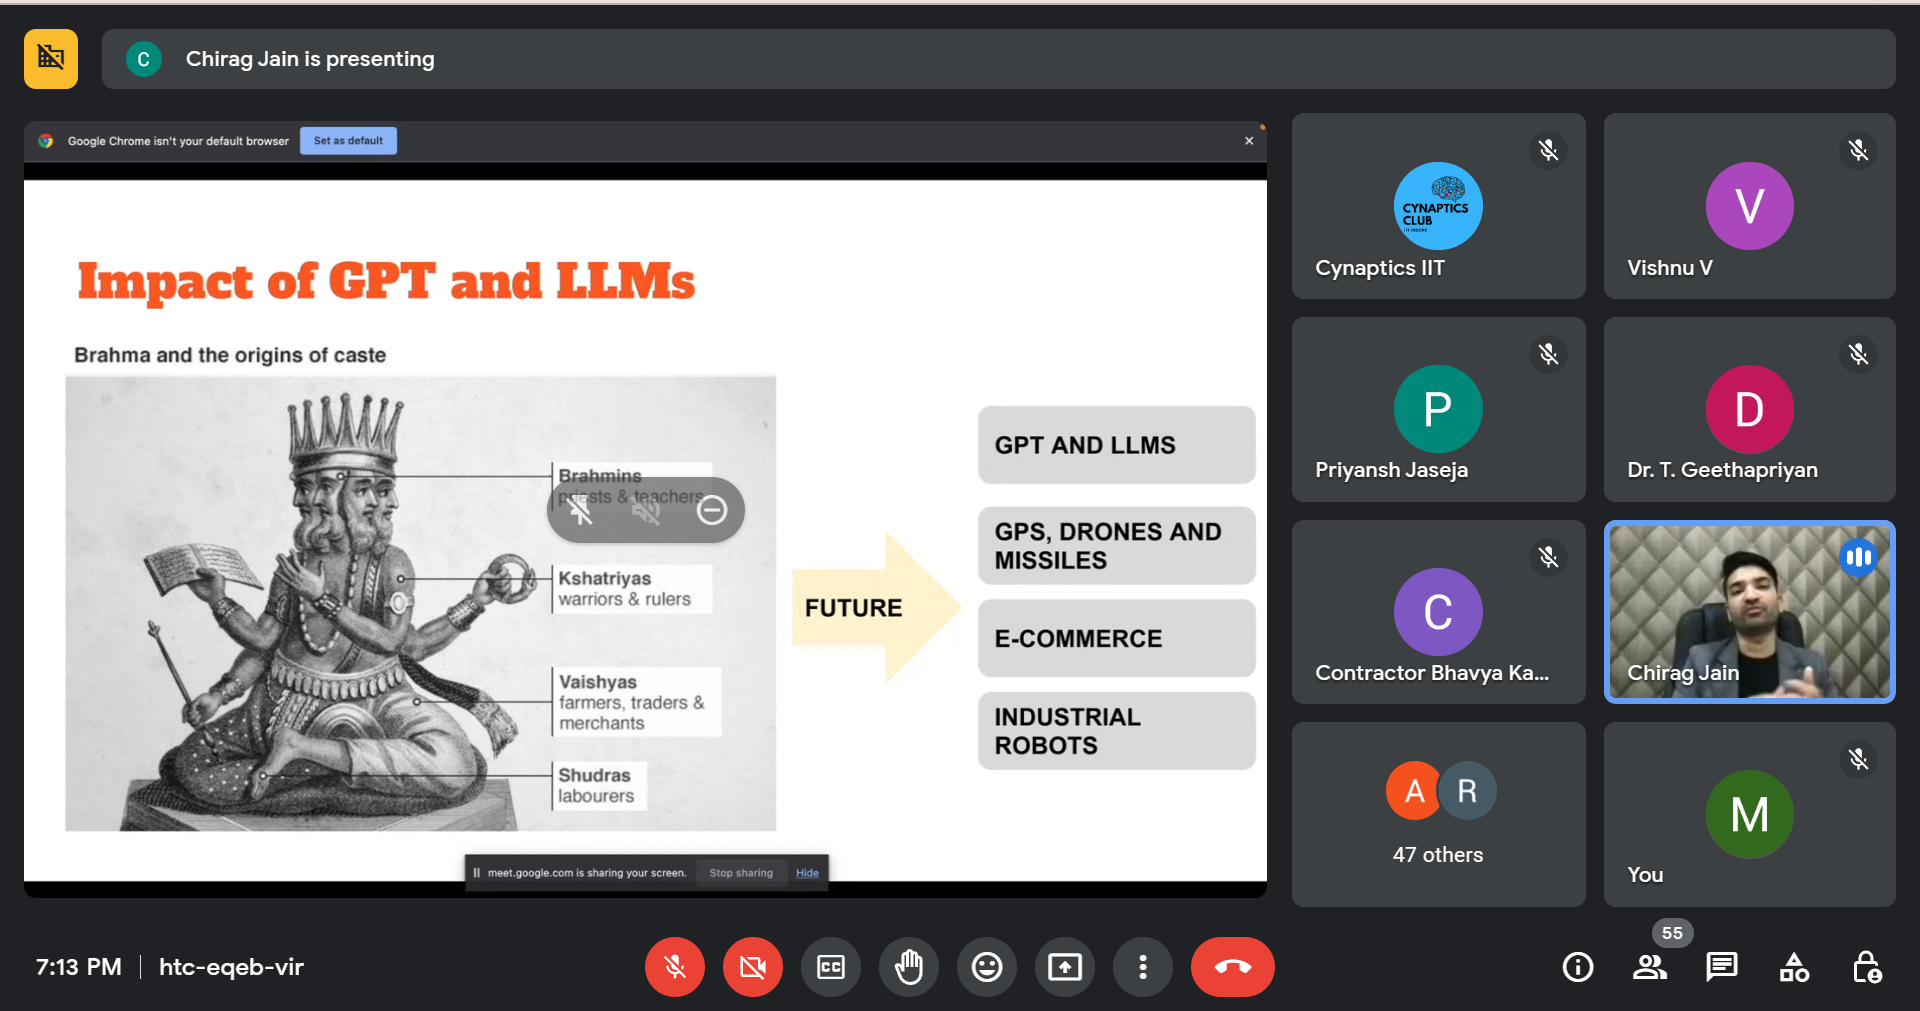 C
Chirag Jain is presenting
Google Chrome isn't your default browser
Set as default
Impact of GPT and LLMs
Brahma and the origins of caste
Brahmins
priests & teachers
Kshatriyas
warriors & rulers
Vaishyas
farmers, traders &
merchants
Shudras
labourers
FUTURE
GPT AND LLMS
GPS, DRONES AND
MISSILES
E-COMMERCE
INDUSTRIAL
ROBOTS
meet.google.com is sharing your screen.
Stop sharing
Hide
CYNAPTICS
CLUB
IIT INDORE
Cynaptics IIT
V
Vishnu V
P
Priyansh Jaseja
D
Dr. T. Geethapriyan
C
Contractor Bhavya Ka...
Chirag Jain
A
R
47 others
M
You
7:13 PM
htc-eqeb-vir
CC
55